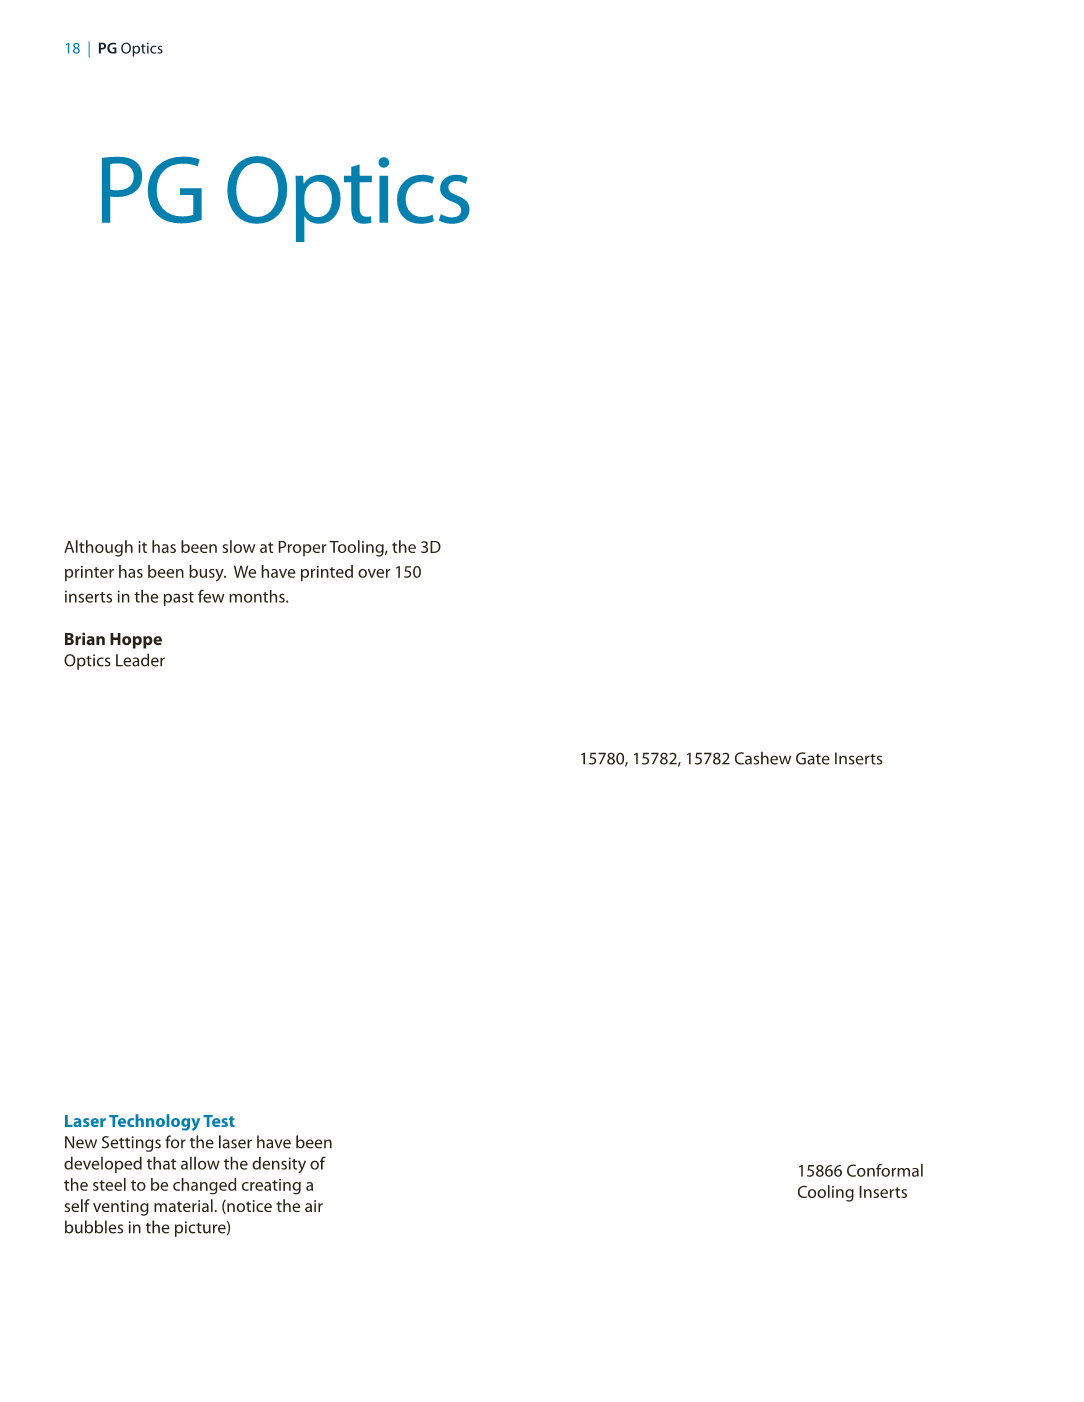 18 | PG Optics
PG Optics
Although it has been slow at Proper Tooling, the 3D
printer has been busy.  We have printed over 150
inserts in the past few months.
Brian Hoppe
Optics Leader
15780, 15782, 15782 Cashew Gate Inserts
Laser Technology Test
New Settings for the laser have been
developed that allow the density of
the steel to be changed creating a
self venting material. (notice the air
bubbles in the picture)
15866 Conformal
Cooling Inserts